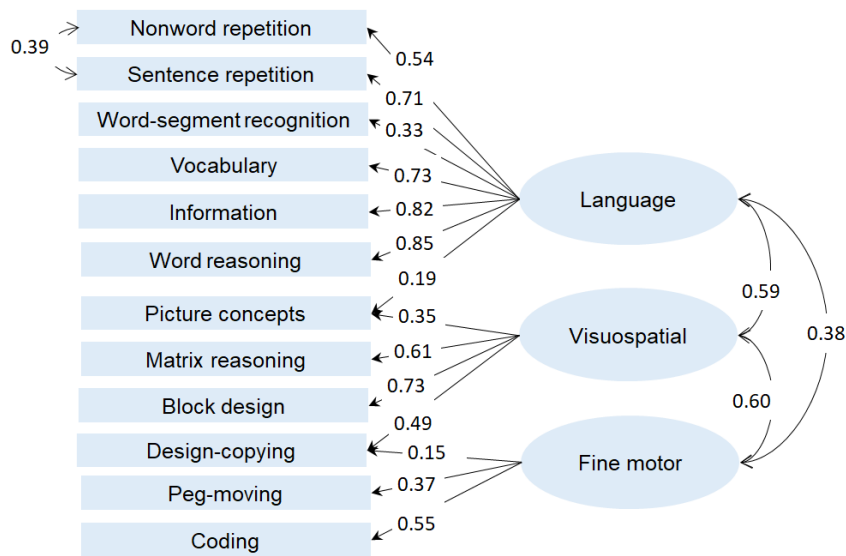 Nonword repetition
0.39
0.54
Sentence repetition
0.71
Word-segment recognition
0.33
Vocabulary
0.73
Language
Information
0.82
Word reasoning
0.85
0.19
0.59
Picture concepts
0.35
Visuospatial
0.38
Matrix reasoning
0.61
0.73
Block design
0.60
0.49
Design-copying
0.15
Fine motor
Peg-moving
0.37
0.55
Coding